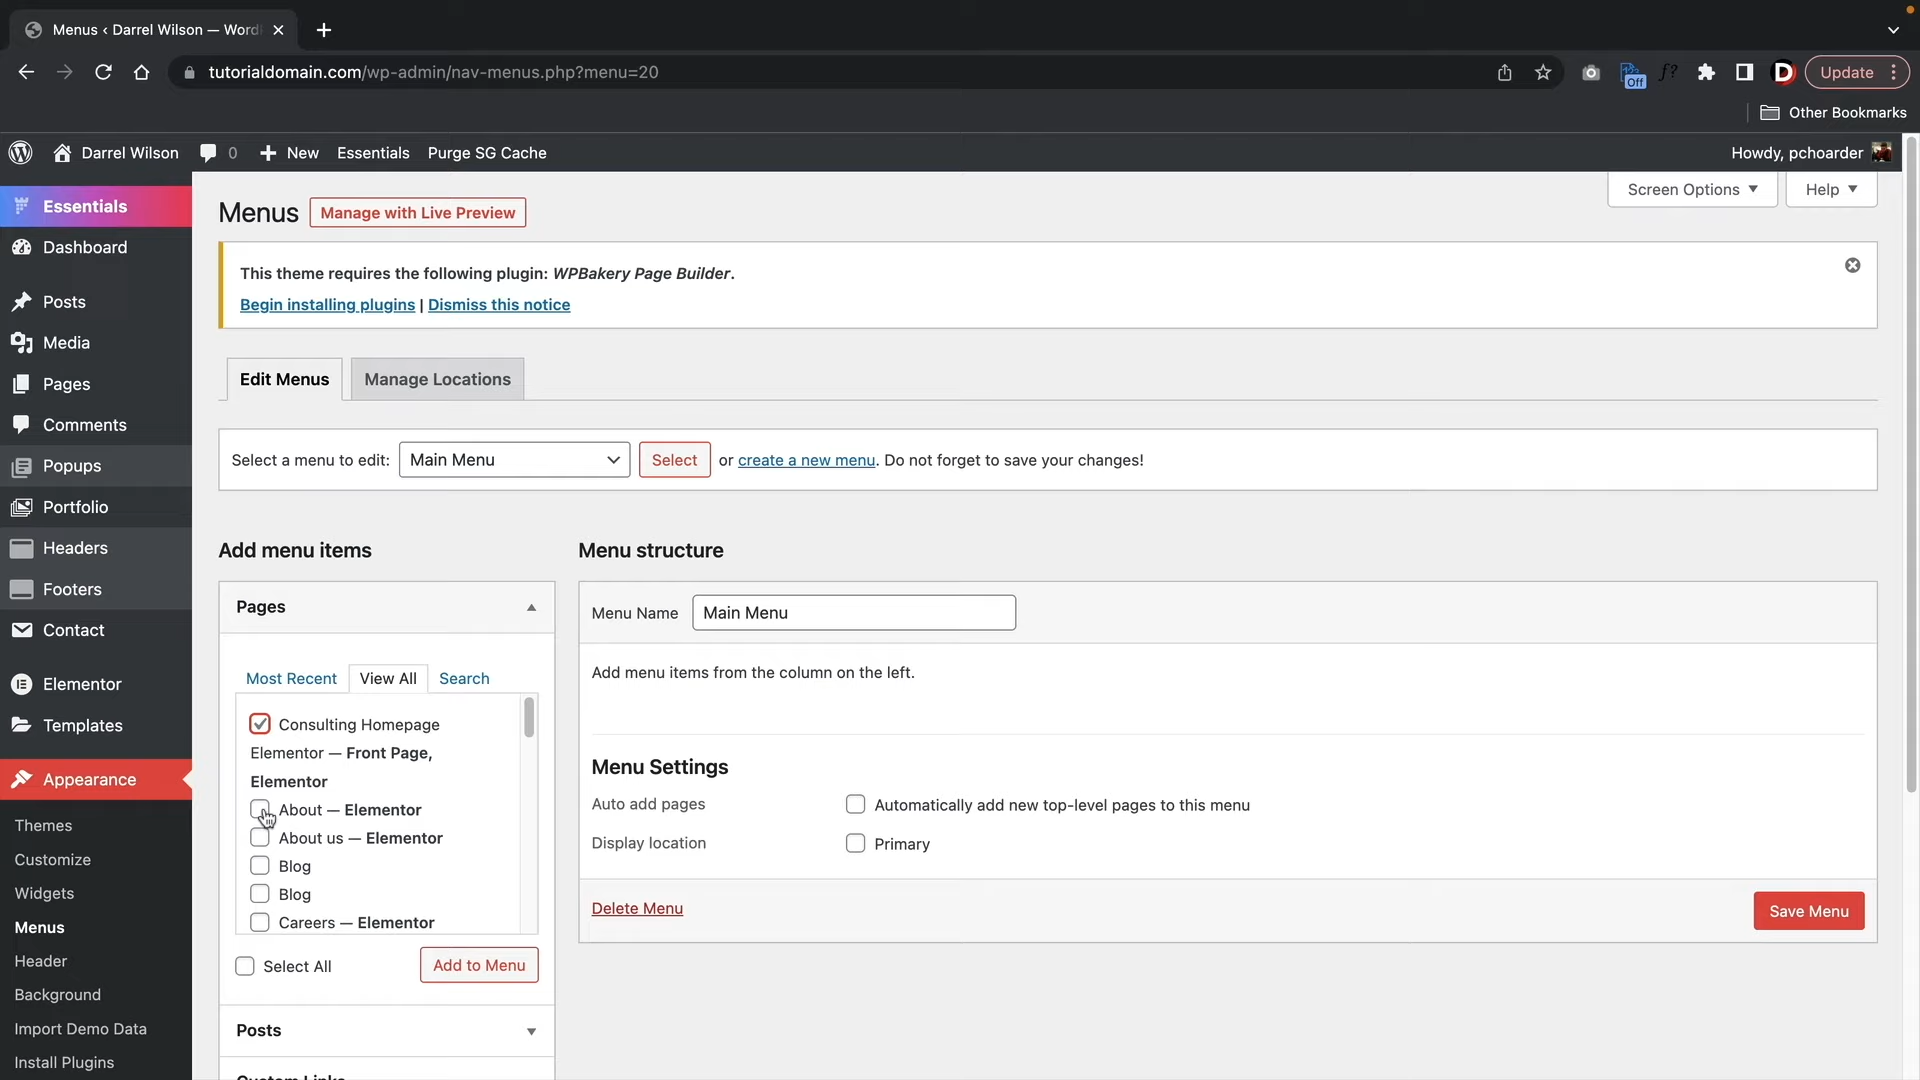 Menus ‹ Darrel Wilson — Word
tutorialdomain.com/wp-admin/nav-menus.php?menu=20
f?
Off
D
Update
Other Bookmarks
Darrel Wilson
0
New
Essentials
Purge SG Cache
Howdy, pchoarder
Essentials
Dashboard
Posts
Media
Pages
Comments
Popups
Portfolio
Headers
Footers
Contact
Elementor
Templates
Appearance
Themes
Customize
Widgets
Menus
Header
Background
Import Demo Data
Install Plugins
Menus
Manage with Live Preview
Screen Options
Help
This theme requires the following plugin: WPBakery Page Builder.
Begin installing plugins | Dismiss this notice
Edit Menus
Manage Locations
Select a menu to edit:
Main Menu
Select
or create a new menu. Do not forget to save your changes!
Add menu items
Pages
Most Recent
View All
Search
Consulting Homepage
Elementor — Front Page,
Elementor
About — Elementor
About us — Elementor
Blog
Blog
Careers — Elementor
Select All
Add to Menu
Posts
Custom Links
Menu structure
Menu Name
Main Menu
Add menu items from the column on the left.
Menu Settings
Auto add pages
Automatically add new top-level pages to this menu
Display location
Primary
Delete Menu
Save Menu